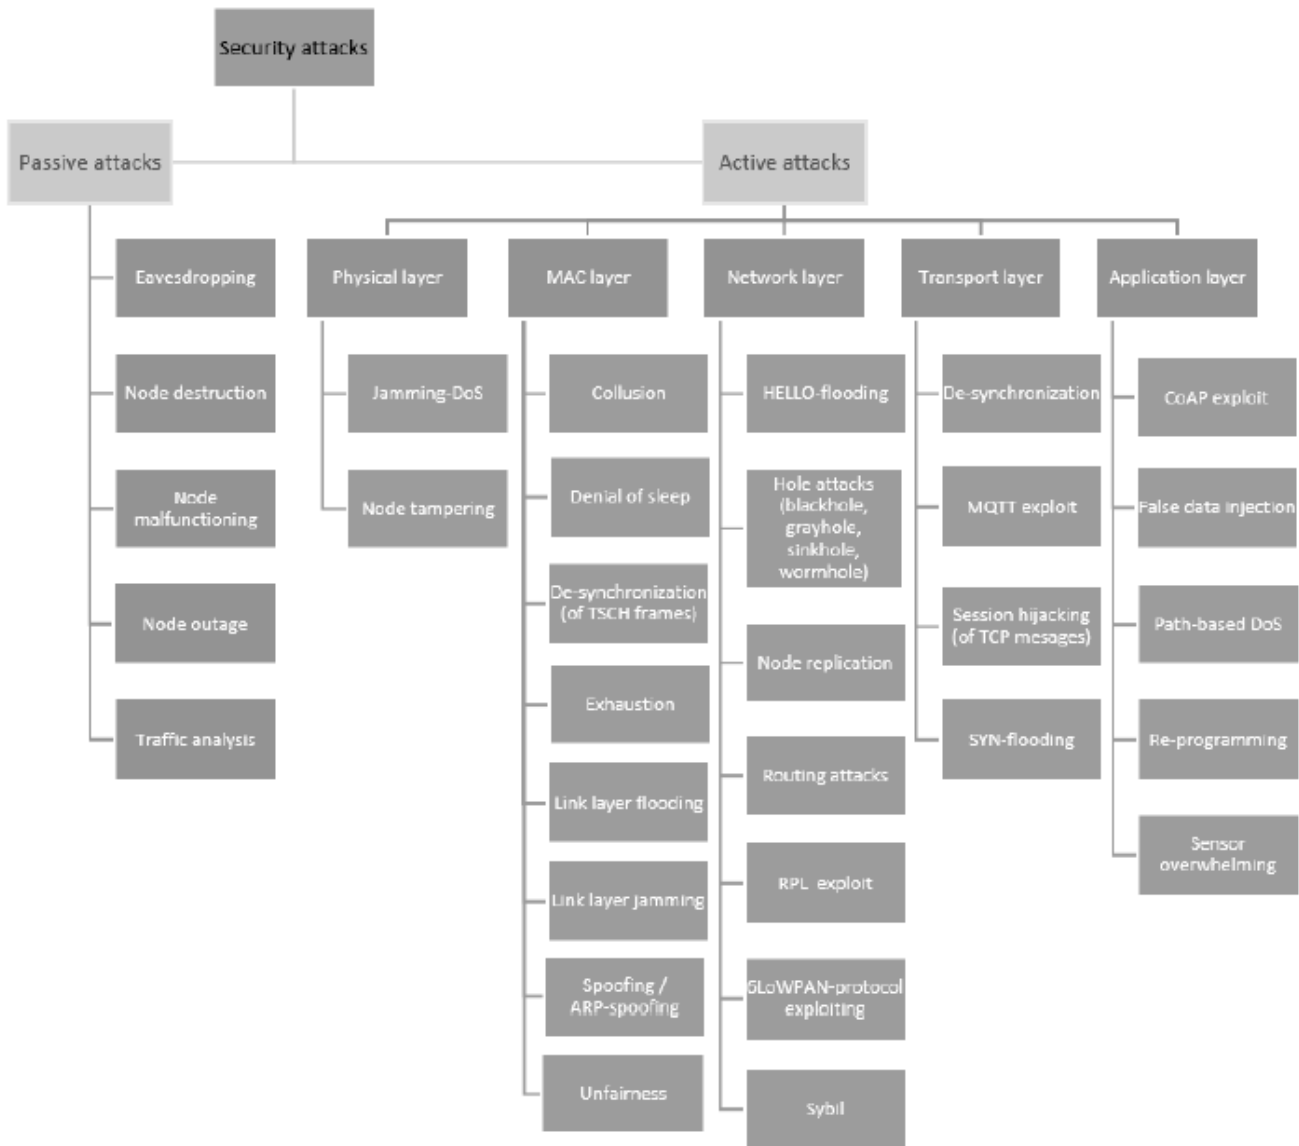 Security attacks
Passive attacks
Active attacks
Eavesdropping
Physical layer
MAC layer
Network layer
Transport layer
Application layer
Node destruction
Jamming-DoS
Collusion
HELLO-flooding
De-synchronization
CoAP exploit
Node
malfunctioning
Node tampering
Denial of sleep
Hole attacks
(blackhole,
grayhole,
sinkhole,
wormhole)
MQTT exploit
False data injection
Node outage
De-synchronization
(of TSCH frames)
Node replication
Session hijacking
(of TCP mesages)
Path-based DoS
Traffic analysis
Exhaustion
Routing attacks
SYN-flooding
Re-programming
Link layer flooding
RPL exploit
Sensor
overwhelming
Link layer jamming
Spoofing /
ARP-spoofing
6LoWPAN-protocol
exploiting
Unfairness
Sybil